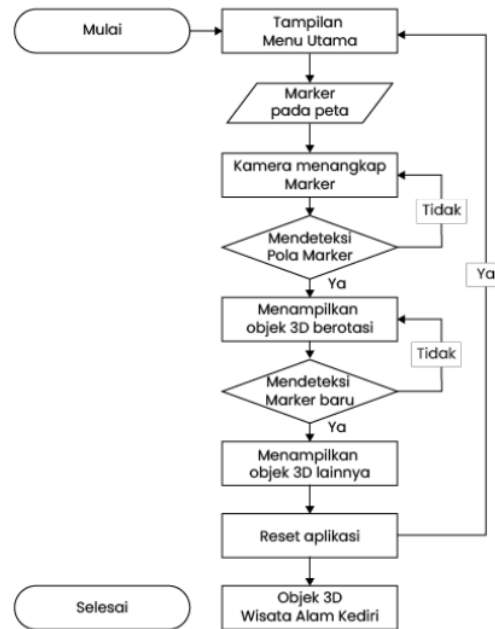 Mulai
Tampilan
Menu Utama
Marker
pada peta
Kamera menangkap
Marker
Tidak
Mendeteksi
Pola Marker
Ya
Ya
Menampilkan
objek 3D berotasi
Tidak
Mendeteksi
Marker baru
Ya
Menampilkan
objek 3D lainnya
Reset aplikasi
Selesai
Objek 3D
Wisata Alam Kediri